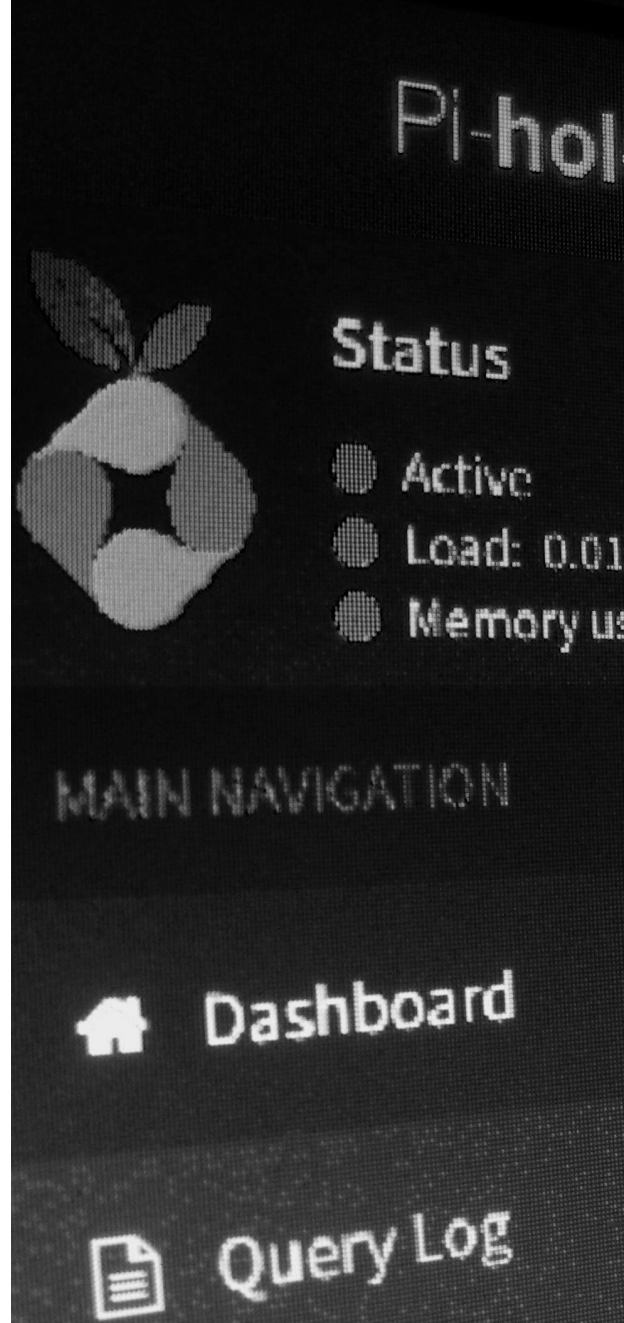 Pi-hol
Status
Active
Load: 0.01
Memory us
MAIN NAVIGATION
Dashboard
Query Log